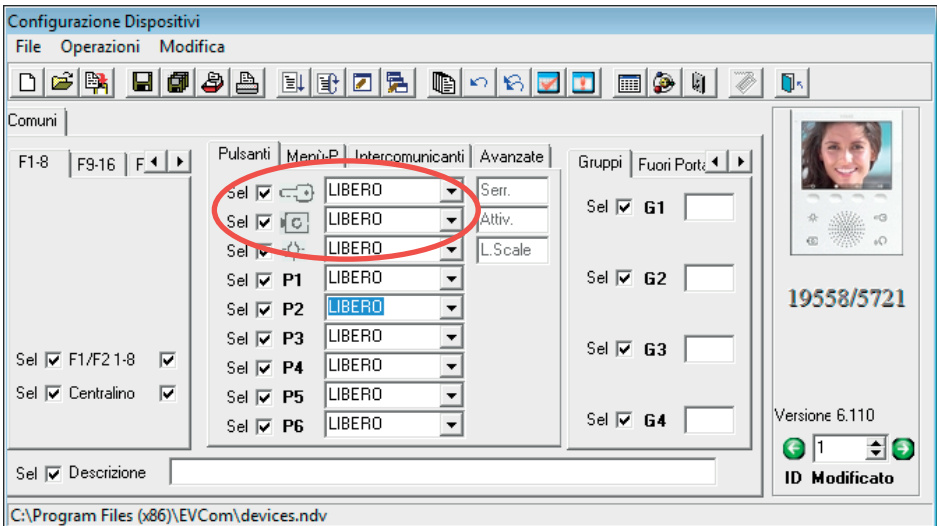 Configurazione Dispositivi
File Operazioni Modifica
Comuni
F1-8 F9-16 F
Pulsanti Menù-P Intercomunicanti Avanzate
Gruppi Fuori Porta
Sel LIBERO Serr.
Sel LIBERO Attiv.
Sel LIBERO L.Scale
Sel P1 LIBERO
Sel P2 LIBERO
Sel P3 LIBERO
Sel P4 LIBERO
Sel P5 LIBERO
Sel P6 LIBERO
Sel F1/F2 1-8
Sel Centralino
Sel G1
Sel G2
Sel G3
Sel G4
19558/5721
Versione 6.110
1
ID Modificato
Sel Descrizione
C:\Program Files (x86)\EVCom\devices.ndv